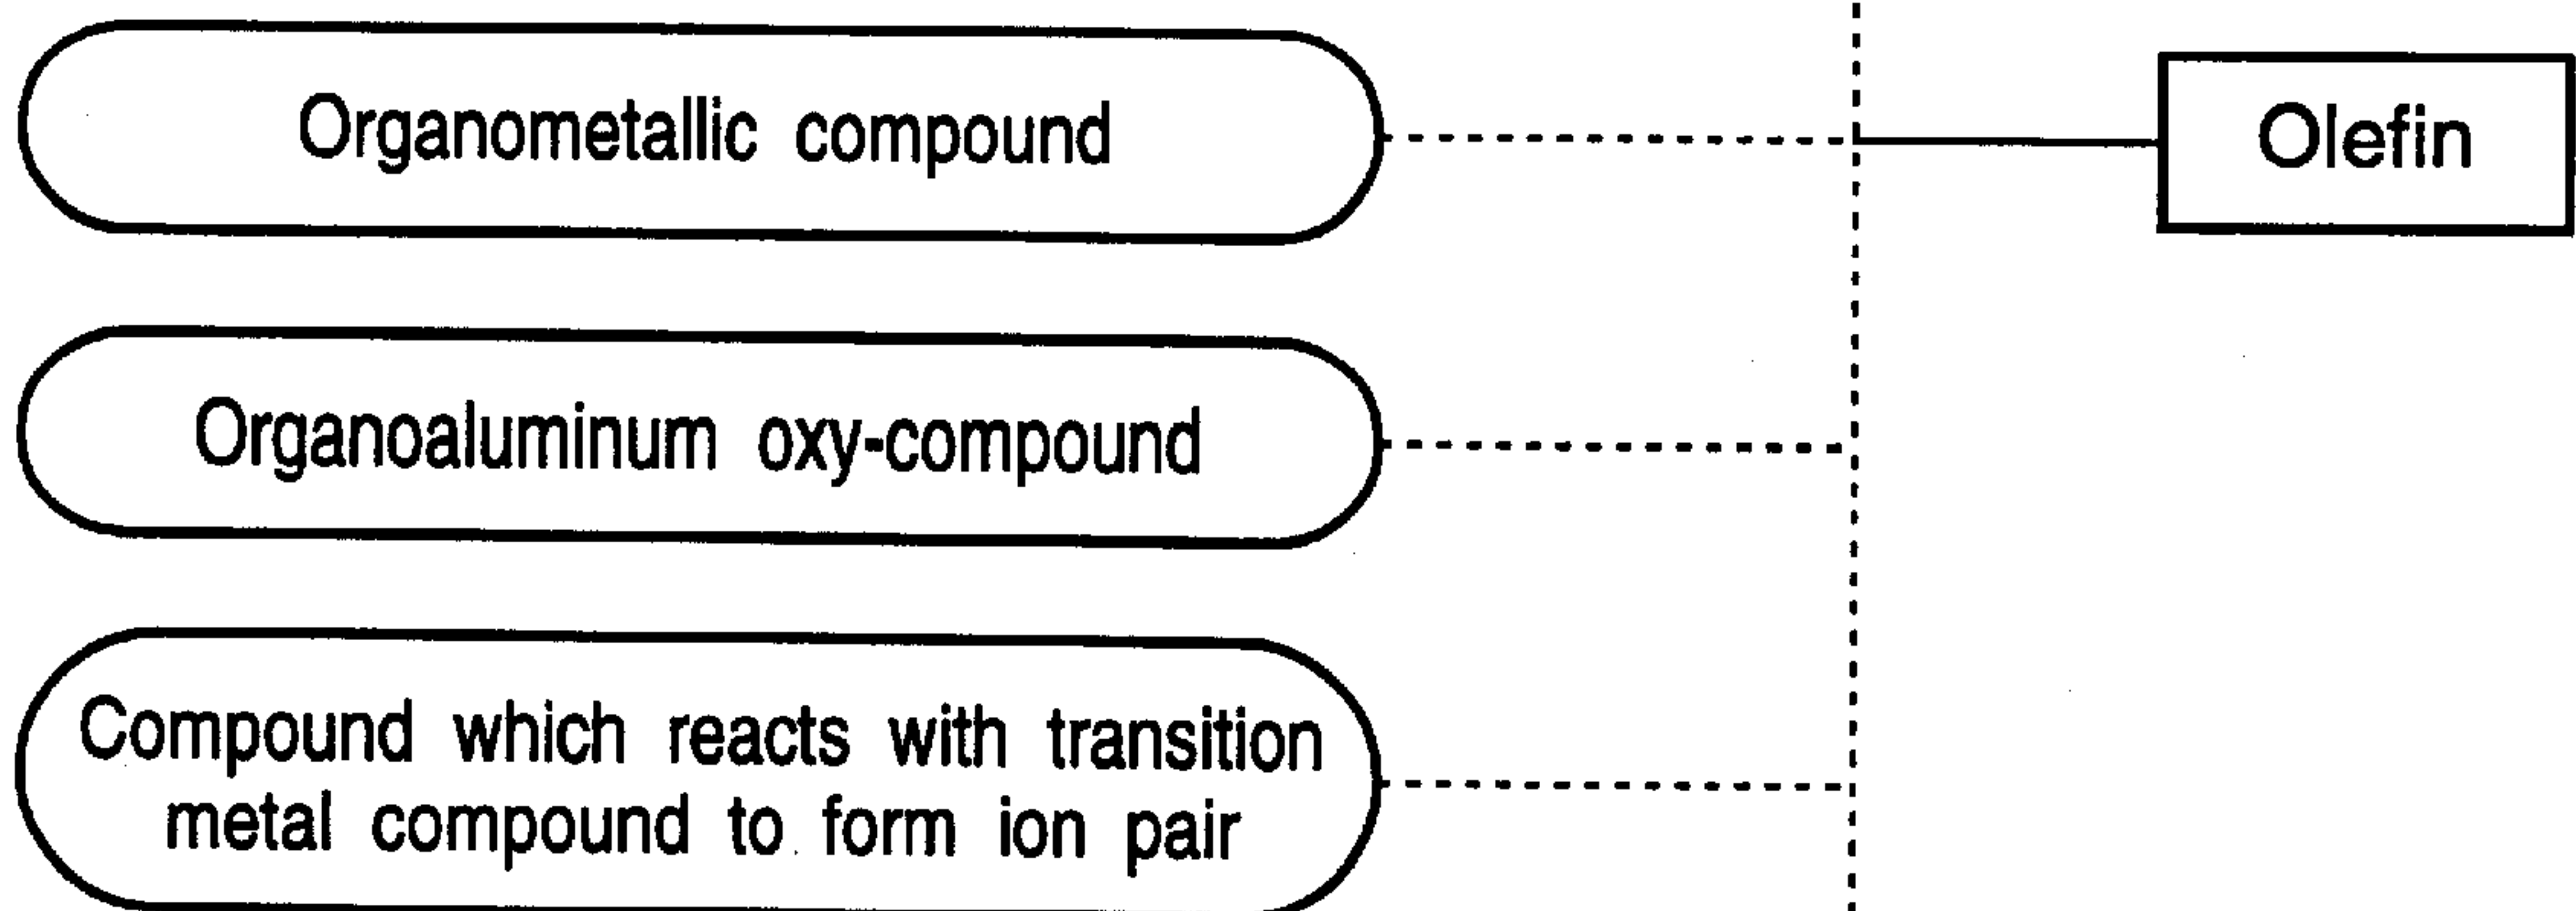 Organometallic compound
Olefin
Organoaluminum oxy-compound
Compound which reacts with transition
metal compound to form ion pair